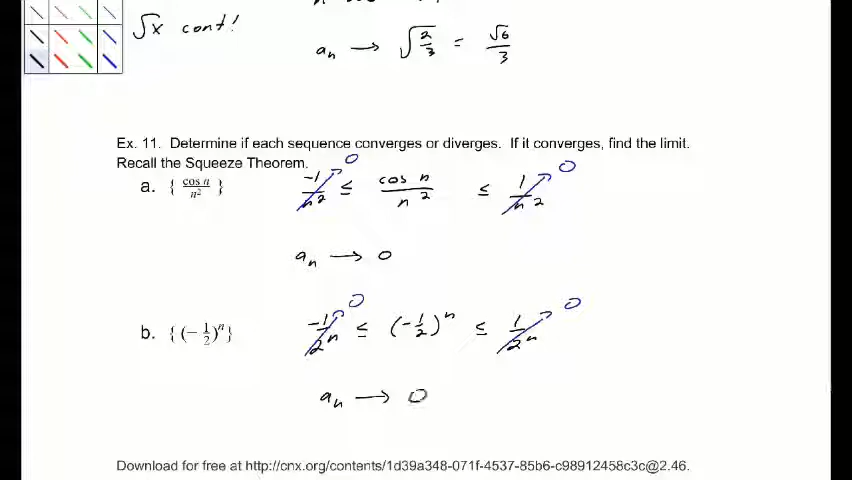 √x cont!
aₙ → √(2/3) = √6/3
Ex. 11. Determine if each sequence converges or diverges. If it converges, find the limit.
Recall the Squeeze Theorem.
a. { cos n / n² } -1/n² → 0 ≤ cos n / n² ≤ 1/n² → 0
aₙ → 0
b. {(-1/2)ⁿ} -1/2ⁿ → 0 ≤ (-1/2)ⁿ ≤ 1/2ⁿ → 0
aₙ → 0
Download for free at http://cnx.org/contents/1d39a348-071f-4537-85b6-c98912458c3c@2.46.